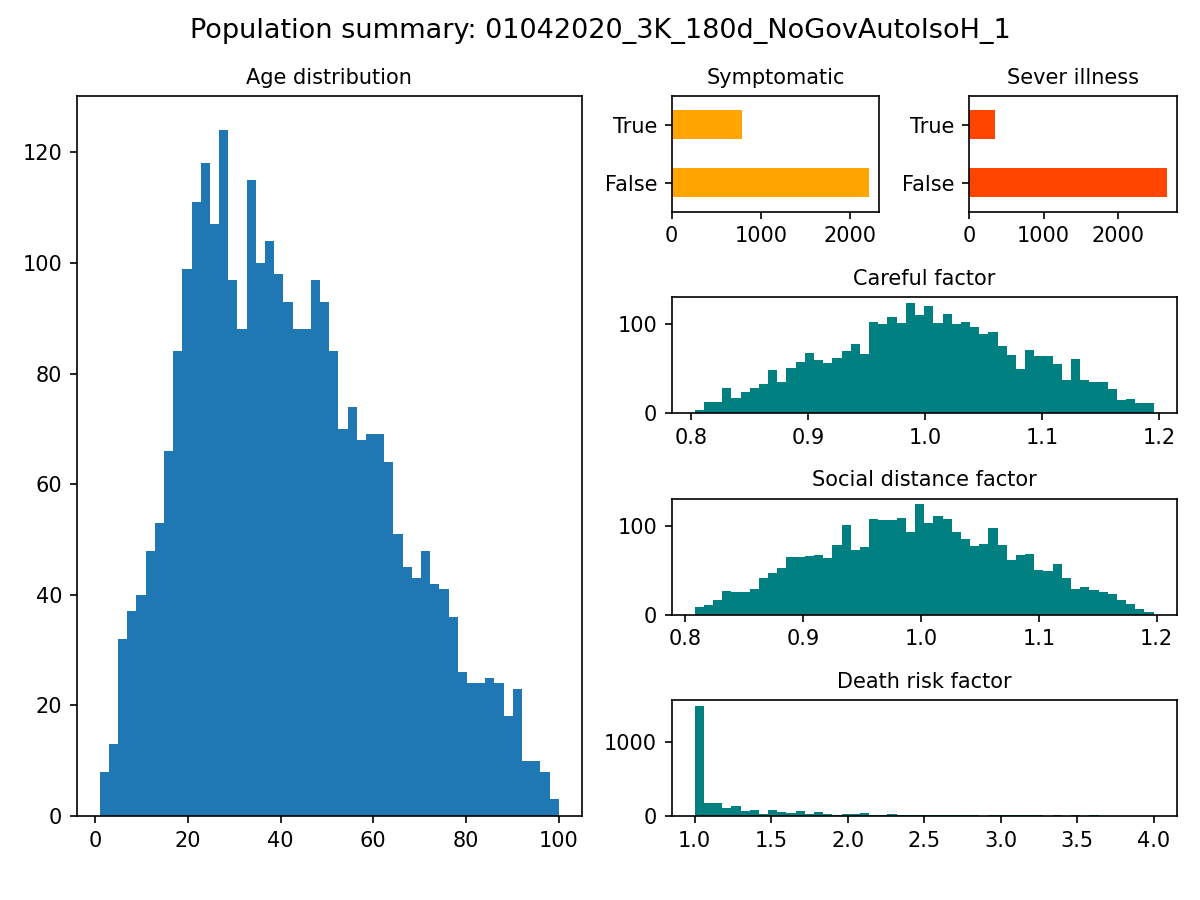 Population summary: 01042020_3K_180d_NoGovAutoIsoH_1
Age distribution
120
100
80
60
40
20
0
0 20 40 60 80 100
Symptomatic
True
False
0 1000 2000
Sever illness
True
False
0 1000 2000
Careful factor
100
0
0.8 0.9 1.0 1.1 1.2
Social distance factor
100
0
0.8 0.9 1.0 1.1 1.2
Death risk factor
1000
0
1.0 1.5 2.0 2.5 3.0 3.5 4.0